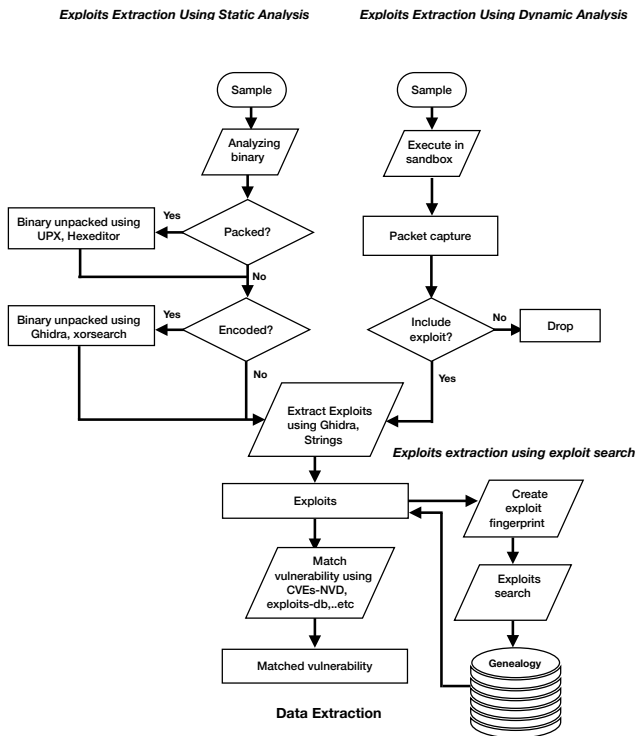 Exploits Extraction Using Static Analysis
Exploits Extraction Using Dynamic Analysis
Sample
Analyzing
binary
Packed?
Yes
Binary unpacked using
UPX, Hexeditor
No
Encoded?
Yes
Binary unpacked using
Ghidra, xorsearch
No
Sample
Execute in
sandbox
Packet capture
Include
exploit?
No
Drop
Yes
Extract Exploits
using Ghidra,
Strings
Exploits extraction using exploit search
Exploits
Create
exploit
fingerprint
Exploits
search
Genealogy
Match
vulnerability using
CVEs-NVD,
exploits-db,..etc
Matched vulnerability
Data Extraction